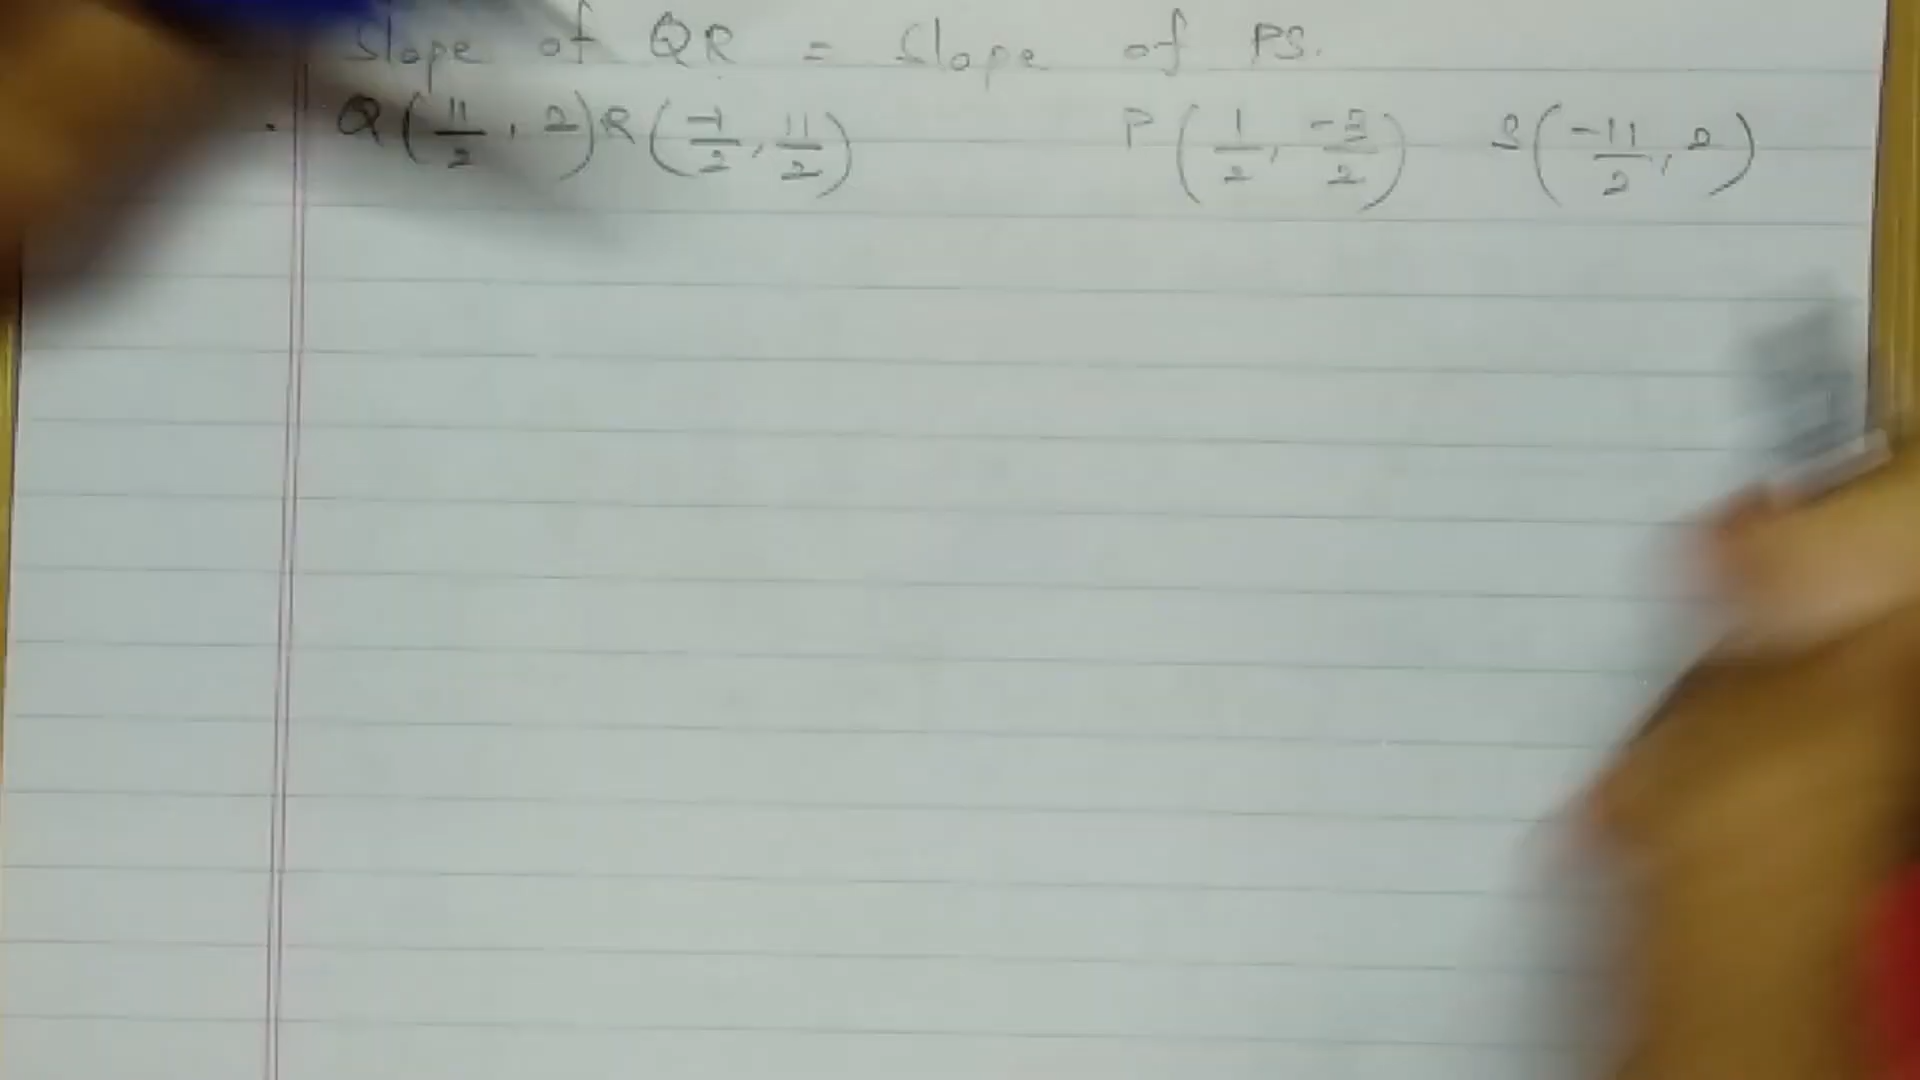 Slope of QR = Slope of PS.
Q(11/2, 2) R(-1/2, 11/2) P(1/2, -5/2) S(-11/2, 2)